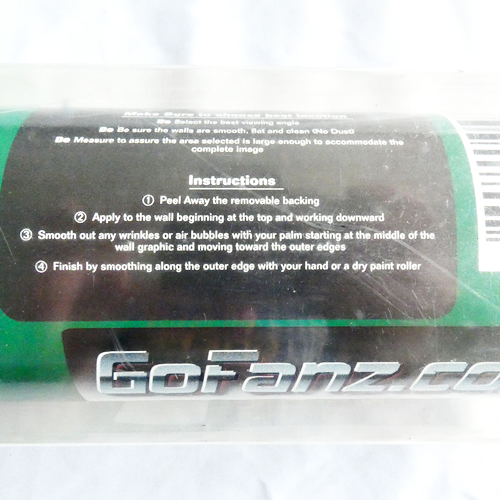 Make Sure to choose best location
Do Select the best viewing angle
Do Be sure the walls are smooth, flat and clean (No Dust)
Do Measure to assure the area selected is large enough to accommodate the
complete image
Instructions
① Peel Away the removable backing
② Apply to the wall beginning at the top and working downward
③ Smooth out any wrinkles or air bubbles with your palm starting at the middle of the
wall graphic and moving toward the outer edges
④ Finish by smoothing along the outer edge with your hand or a dry paint roller
GoFanz.co